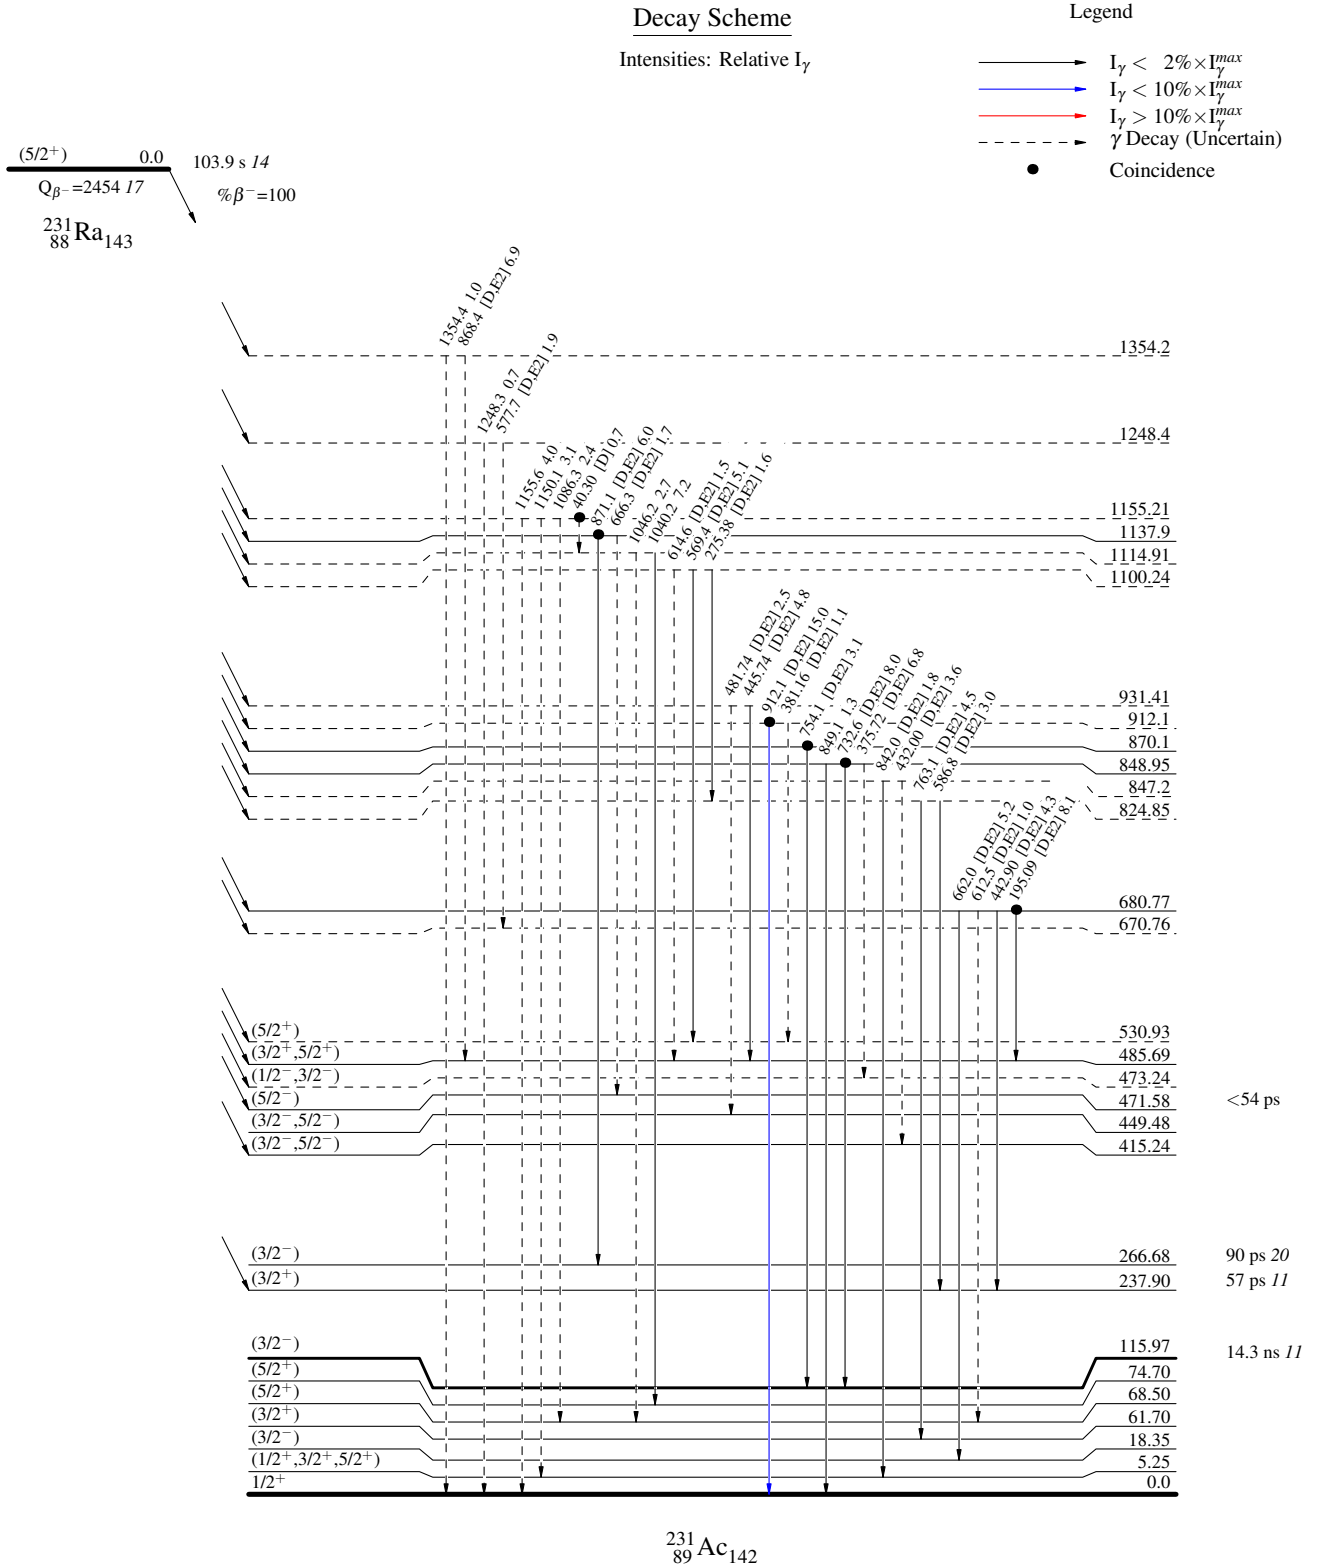 Decay Scheme
Intensities: Relative Iγ
Legend
Iγ < 2%×Iγ^max
Iγ < 10%×Iγ^max
Iγ > 10%×Iγ^max
γ Decay (Uncertain)
Coincidence
(5/2⁺) 0.0 103.9 s 14
Qβ−=2454 17 %β⁻=100
²³¹₈₈Ra₁₄₃
1354.4 1.0
868.4 [D,E2] 6.9
1248.3 0.7
577.7 [D,E2] 1.9
1155.6 4.0
1150.1 3.1
1086.3 2.4
40.30 [D] 0.7
871.1 [D,E2] 6.0
666.3 [D,E2] 1.7
1046.2 2.7
1040.2 7.2
614.6 [D,E2] 1.5
569.4 [D,E2] 5.1
275.38 [D,E2] 1.6
481.74 [D,E2] 2.5
445.74 [D,E2] 4.8
912.1 [D,E2] 15.0
381.16 [D,E2] 1.1
754.1 [D,E2] 3.1
849.1 1.3
732.6 [D,E2] 8.0
375.72 [D,E2] 6.8
842.0 [D,E2] 1.8
432.00 [D,E2] 3.6
763.1 [D,E2] 4.5
586.8 [D,E2] 3.0
662.0 [D,E2] 5.2
612.5 [D,E2] 1.0
442.90 [D,E2] 4.3
195.09 [D,E2] 8.1
1354.2
1248.4
1155.21
1137.9
1114.91
1100.24
931.41
912.1
870.1
848.95
847.2
824.85
680.77
670.76
(5/2⁺) 530.93
(3/2⁺,5/2⁺) 485.69
(1/2⁻,3/2⁻) 473.24
(5/2⁻) 471.58 <54 ps
(3/2⁻,5/2⁻) 449.48
(3/2⁻,5/2⁻) 415.24
(3/2⁻) 266.68 90 ps 20
(3/2⁺) 237.90 57 ps 11
(3/2⁻) 115.97 14.3 ns 11
(5/2⁺) 74.70
(5/2⁺) 68.50
(3/2⁺) 61.70
(3/2⁻) 18.35
(1/2⁺,3/2⁺,5/2⁺) 5.25
1/2⁺ 0.0
²³¹₈₉Ac₁₄₂